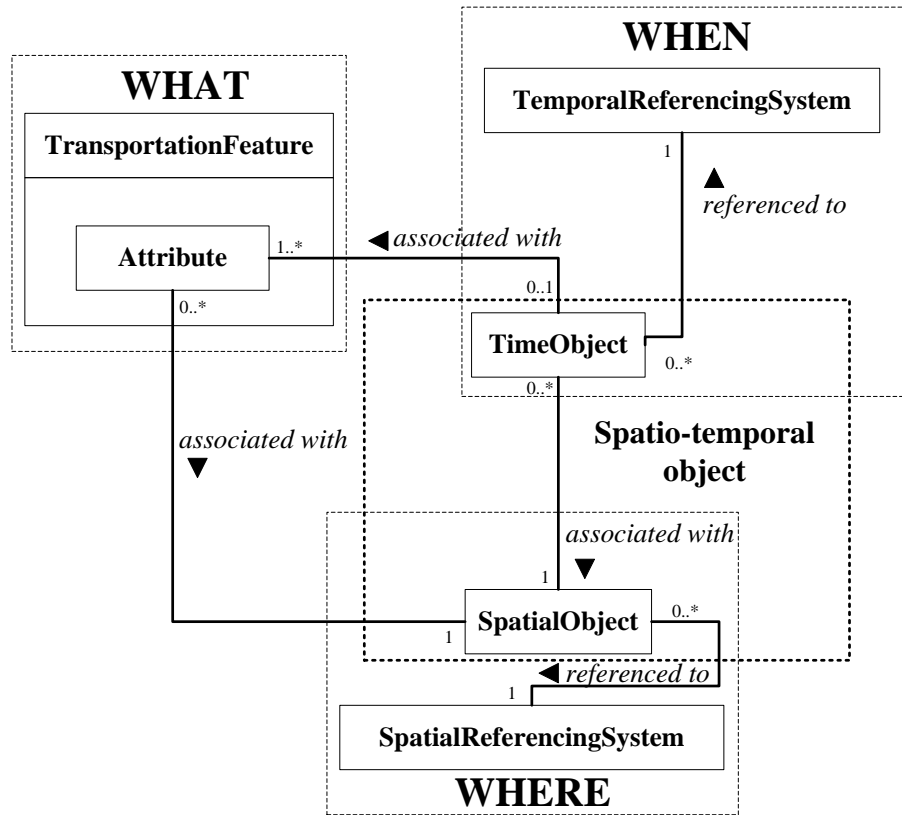 WHEN
WHAT
TemporalReferencingSystem
TransportationFeature
1
referenced to
associated with
1..*
Attribute
0..1
0..*
TimeObject
0..*
0..*
associated with
Spatio-temporal
object
associated with
1
0..*
SpatialObject
1
referenced to
1
SpatialReferencingSystem
WHERE